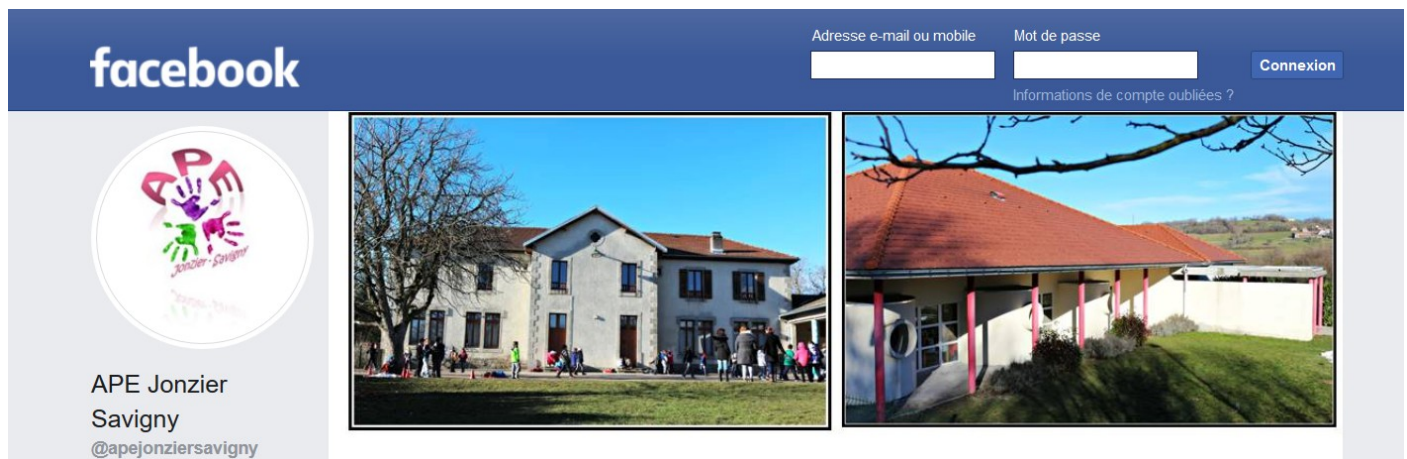 facebook
Adresse e-mail ou mobile
Mot de passe
Connexion
Informations de compte oubliées ?
APE
Jonzier - Savigny
APE Jonzier
Savigny
@apejonziersavigny